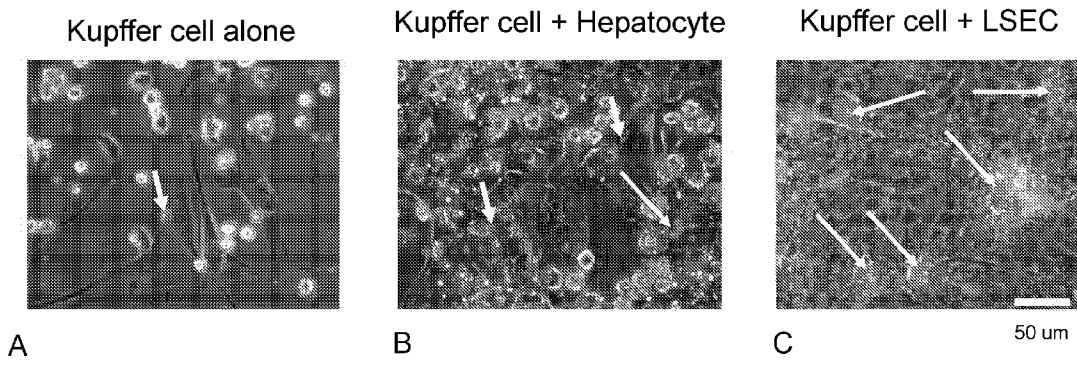 Kupffer cell alone
Kupffer cell + Hepatocyte
Kupffer cell + LSEC
A
B
C
50 um